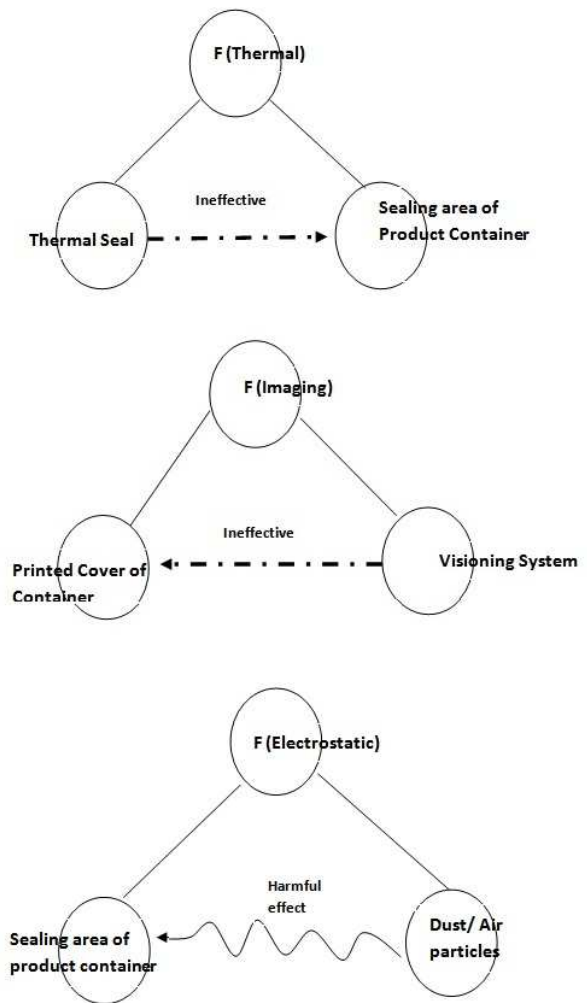 F (Thermal)
Ineffective
Thermal Seal
Sealing area of
Product Container
F (Imaging)
Ineffective
Printed Cover of
Container
Visioning System
F (Electrostatic)
Harmful
effect
Sealing area of
product container
Dust/ Air
particles